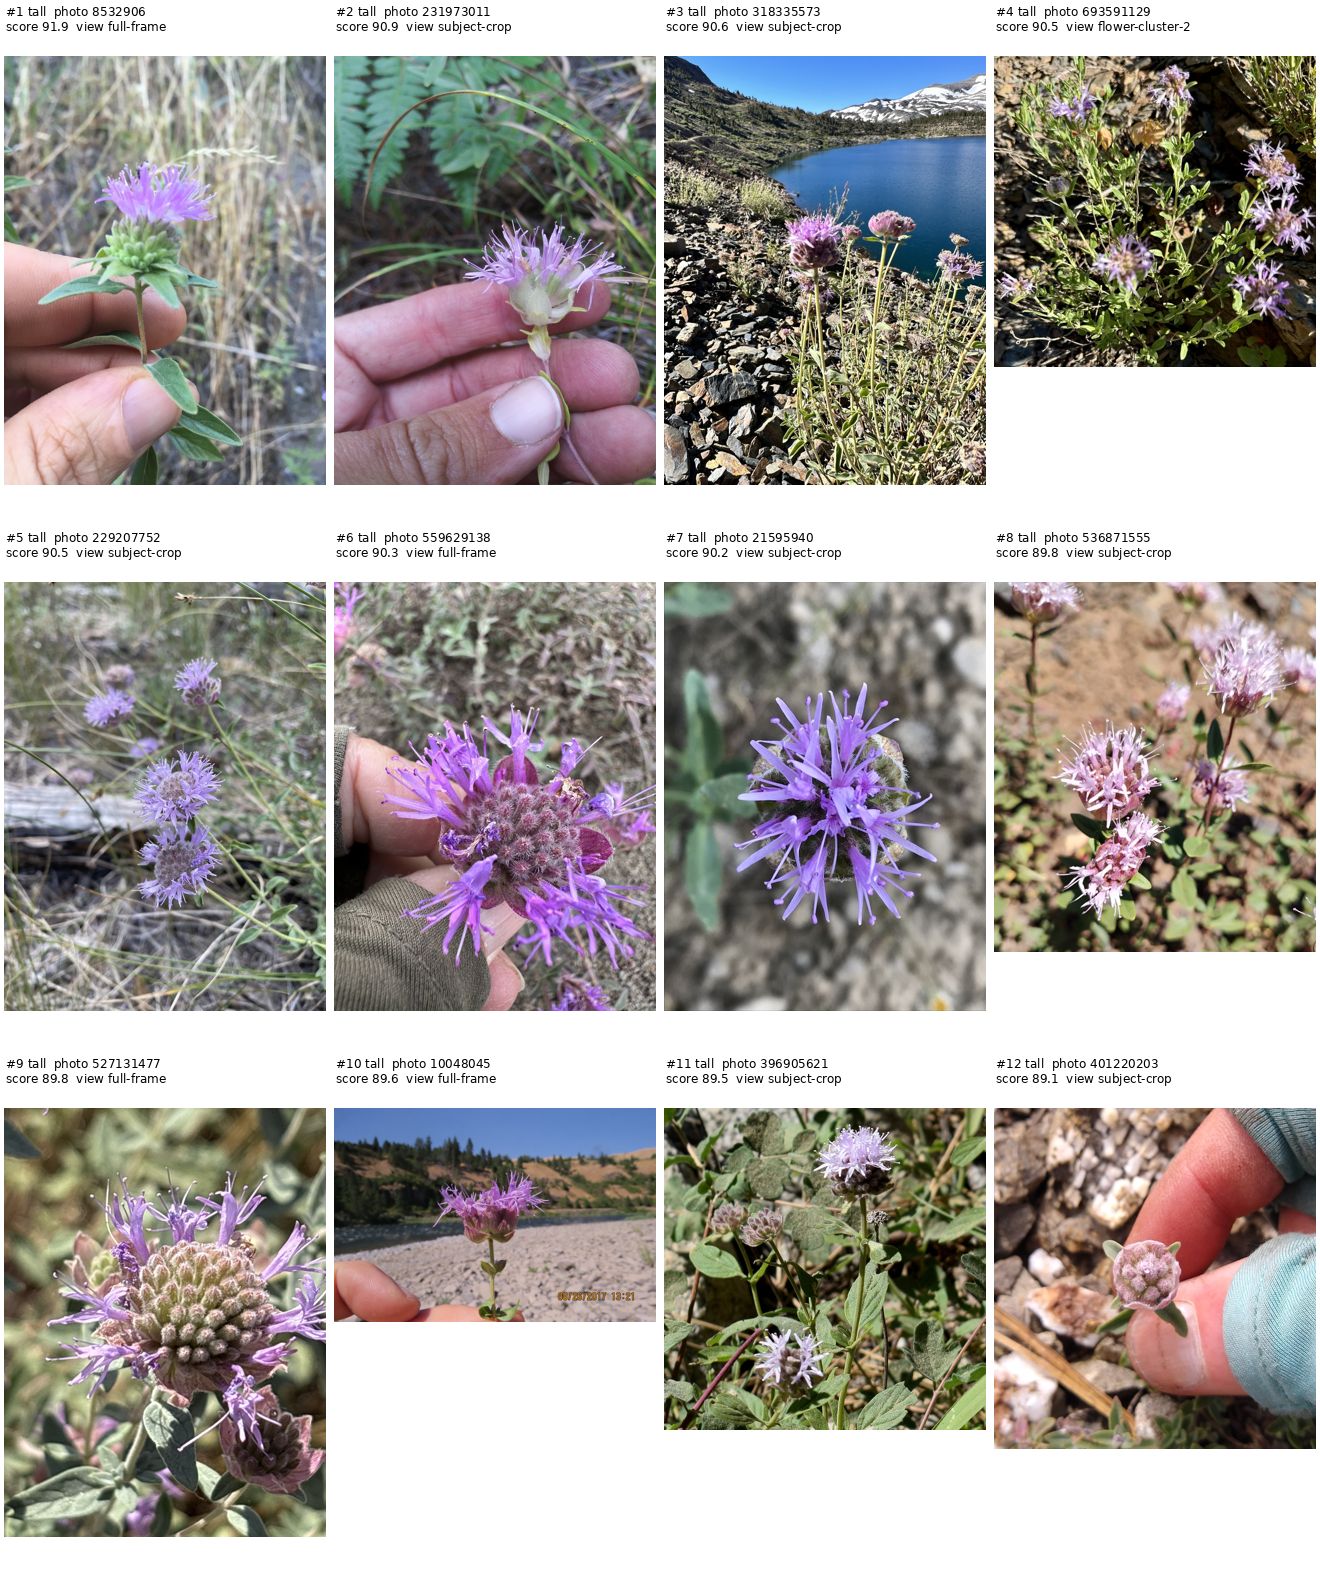 #1 tall  photo 8532906
score 91.9  view full-frame
#2 tall  photo 231973011
score 90.9  view subject-crop
#3 tall  photo 318335573
score 90.6  view subject-crop
#4 tall  photo 693591129
score 90.5  view flower-cluster-2
#5 tall  photo 229207752
score 90.5  view subject-crop
#6 tall  photo 559629138
score 90.3  view full-frame
#7 tall  photo 21595940
score 90.2  view subject-crop
#8 tall  photo 536871555
score 89.8  view subject-crop
#9 tall  photo 527131477
score 89.8  view full-frame
#10 tall  photo 10048045
score 89.6  view full-frame
#11 tall  photo 396905621
score 89.5  view subject-crop
#12 tall  photo 401220203
score 89.1  view subject-crop
13:21